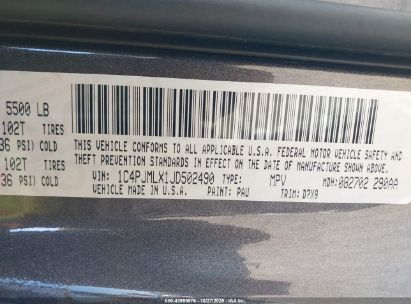 5500 LB
102T TIRES
36 PSI) COLD
102T TIRES
36 PSI) COLD
THIS VEHICLE CONFORMS TO ALL APPLICABLE U.S.A. FEDERAL MOTOR VEHICLE SAFETY AND
THEFT PREVENTION STANDARDS IN EFFECT ON THE DATE OF MANUFACTURE SHOWN ABOVE.
VIN: 1C4PJMLX1JD502490 TYPE: MPV MDH: 082702 290AA
VEHICLE MADE IN U.S.A. PAINT: PAU TRIM: D7X9